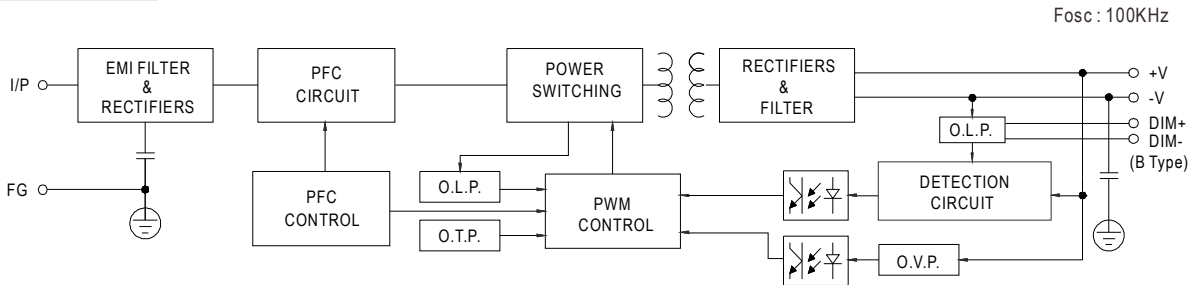 Fosc : 100KHz
I/P
EMI FILTER
&
RECTIFIERS
PFC
CIRCUIT
POWER
SWITCHING
RECTIFIERS
&
FILTER
+V
-V
DIM+
DIM-
(B Type)
O.L.P.
FG
PFC
CONTROL
O.L.P.
O.T.P.
PWM
CONTROL
DETECTION
CIRCUIT
O.V.P.